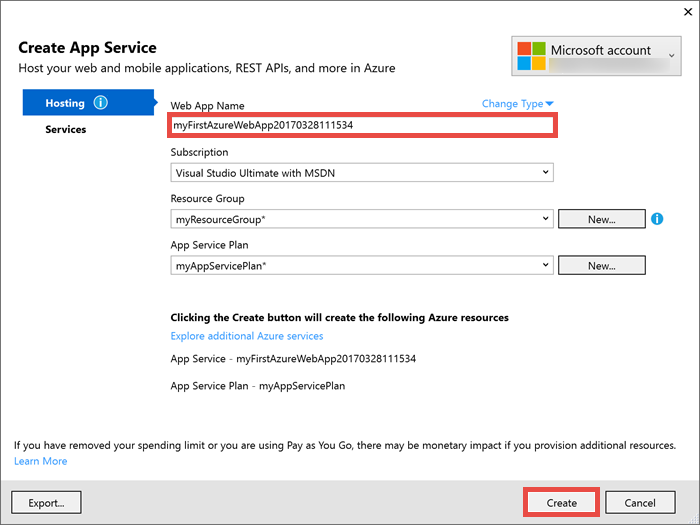 Create App Service
Host your web and mobile applications, REST APIs, and more in Azure
Microsoft account
Hosting
Services
Web App Name
Change Type
myFirstAzureWebApp20170328111534
Subscription
Visual Studio Ultimate with MSDN
Resource Group
myResourceGroup*
New...
App Service Plan
myAppServicePlan*
New...
Clicking the Create button will create the following Azure resources
Explore additional Azure services
App Service - myFirstAzureWebApp20170328111534
App Service Plan - myAppServicePlan
If you have removed your spending limit or you are using Pay as You Go, there may be monetary impact if you provision additional resources.
Learn More
Export...
Create
Cancel